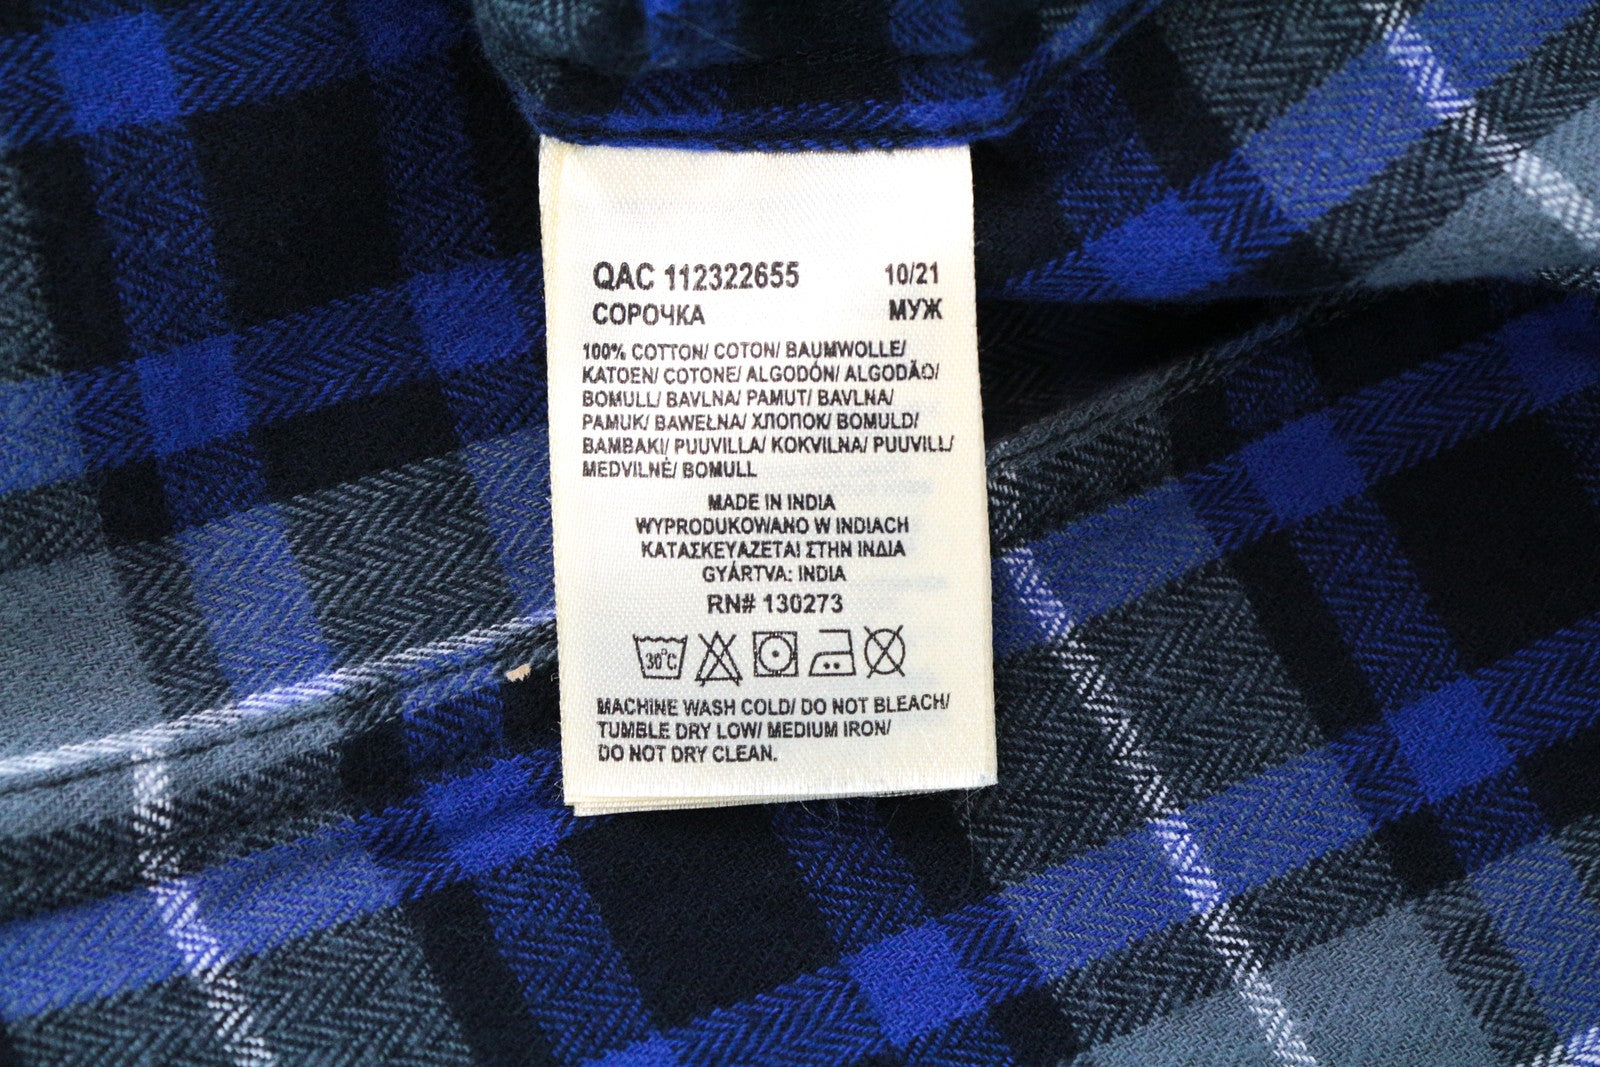 QAC 112322655 10/21
СОРОЧКА МУЖ
100% COTTON/ COTON/ BAUMWOLLE/
KATOEN/ COTONE/ ALGODÓN/ ALGODÃO/
BOMULL/ BAVLNA/ PAMUT/ BAVLNA/
PAMUK/ BAWEŁNA/ ХЛОПОК/ BOMULD/
BAMBAKI/ PUUVILLA/ KOKVILNA/ PUUVILL/
MEDVILNĖ/ BOMULL
MADE IN INDIA
WYPRODUKOWANO W INDIACH
ΚΑΤΑΣΚΕΥΑΖΕΤΑΙ ΣΤΗΝ ΙΝΔΙΑ
GYÁRTVA: INDIA
RN# 130273
30°C
MACHINE WASH COLD/ DO NOT BLEACH/
TUMBLE DRY LOW/ MEDIUM IRON/
DO NOT DRY CLEAN.